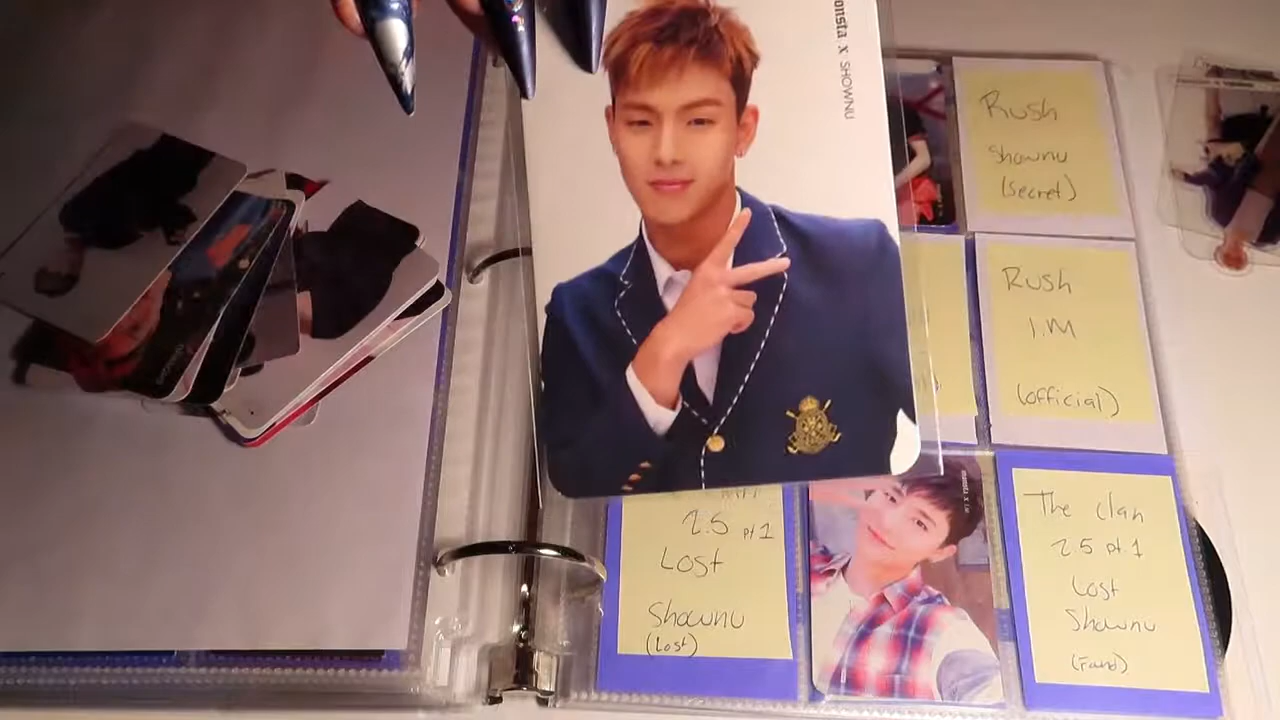 monsta x SHOWNU
Rush
Shownu
(secret)
Rush
I.M
(official)
2.5 pt 1
Lost
Shownu
(Lost)
The clan
2.5 pt.1
Lost
Shownu
(Found)